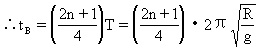 ∴t_B = ((2n + 1)/4) T = ((2n + 1)/4) • 2π √(R/g)